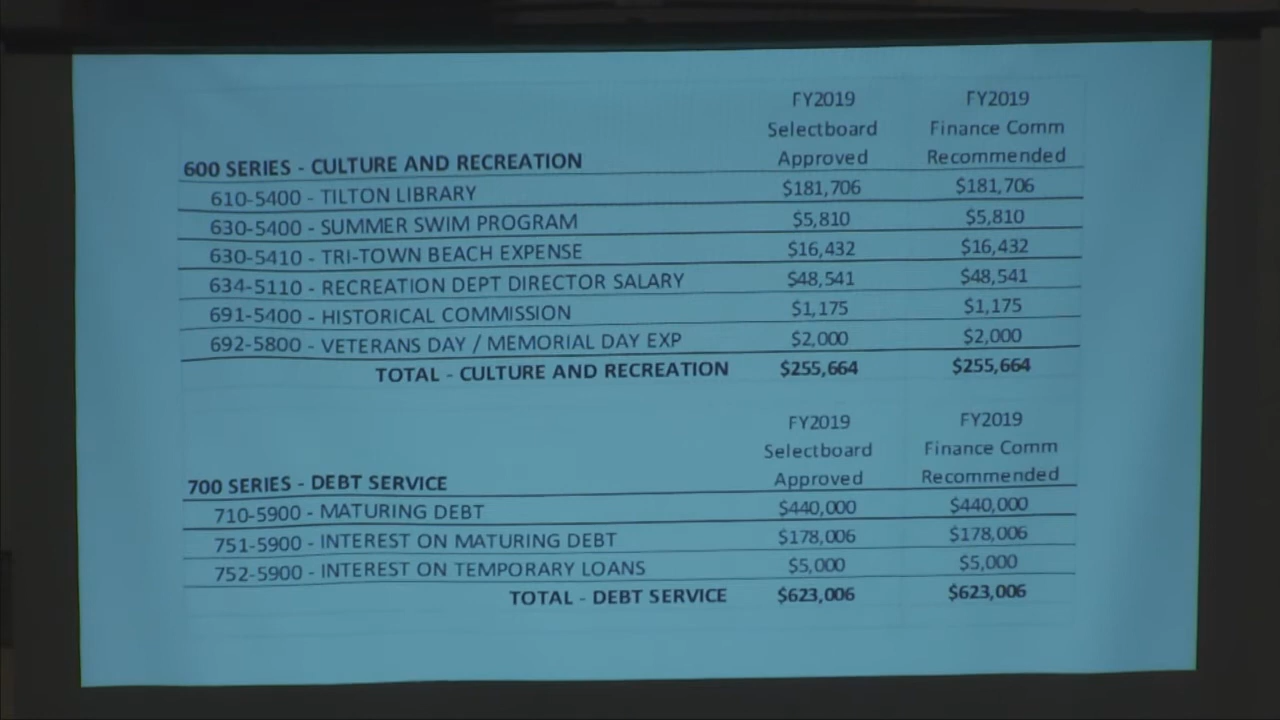 FY2019 FY2019
Selectboard Finance Comm
600 SERIES - CULTURE AND RECREATION Approved Recommended
610-5400 - TILTON LIBRARY $181,706 $181,706
630-5400 - SUMMER SWIM PROGRAM $5,810 $5,810
630-5410 - TRI-TOWN BEACH EXPENSE $16,432 $16,432
634-5110 - RECREATION DEPT DIRECTOR SALARY $48,541 $48,541
691-5400 - HISTORICAL COMMISSION $1,175 $1,175
692-5800 - VETERANS DAY / MEMORIAL DAY EXP $2,000 $2,000
TOTAL - CULTURE AND RECREATION $255,664 $255,664
FY2019 FY2019
Selectboard Finance Comm
700 SERIES - DEBT SERVICE Approved Recommended
710-5900 - MATURING DEBT $440,000 $440,000
751-5900 - INTEREST ON MATURING DEBT $178,006 $178,006
752-5900 - INTEREST ON TEMPORARY LOANS $5,000 $5,000
TOTAL - DEBT SERVICE $623,006 $623,006